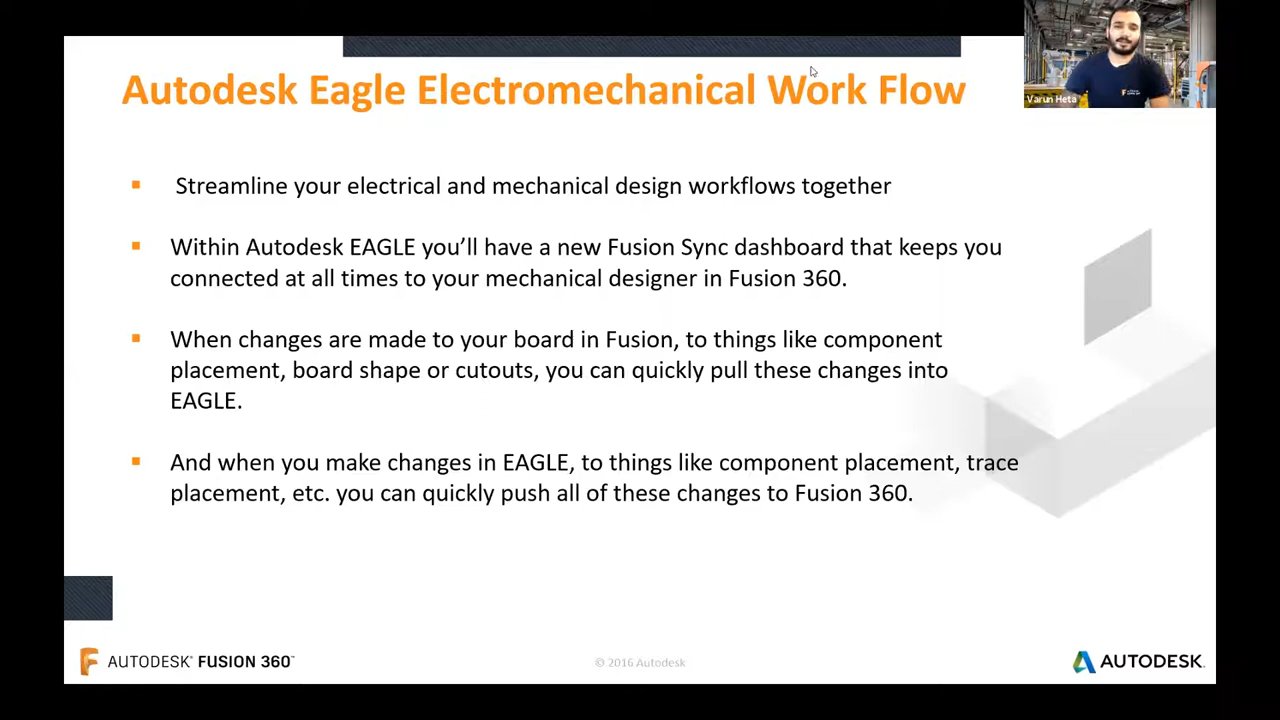 Autodesk Eagle Electromechanical Work Flow
Varun Heta
Streamline your electrical and mechanical design workflows together
Within Autodesk EAGLE you’ll have a new Fusion Sync dashboard that keeps you
connected at all times to your mechanical designer in Fusion 360.
When changes are made to your board in Fusion, to things like component
placement, board shape or cutouts, you can quickly pull these changes into
EAGLE.
And when you make changes in EAGLE, to things like component placement, trace
placement, etc. you can quickly push all of these changes to Fusion 360.
AUTODESK® FUSION 360™
© 2016 Autodesk
AUTODESK.